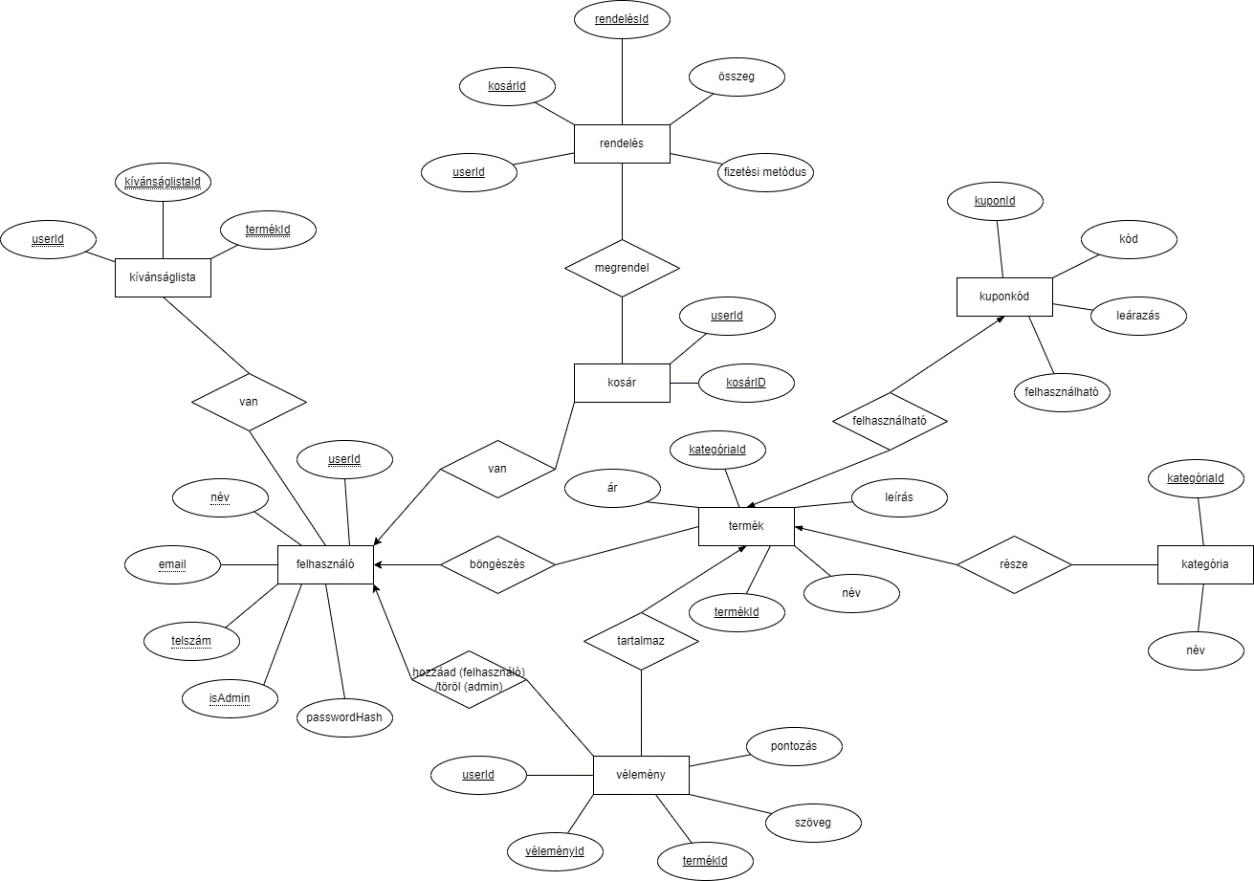 rendelésId
kosárId
összeg
rendelés
userId
fizetési metódus
kívánságlistaId
userId
termékId
kívánságlista
kuponId
kód
kuponkód
leárazás
felhasználható
megrendel
userId
kosár
kosárID
van
van
felhasználható
userId
név
email
felhasználó
telszám
isAdmin
passwordHash
böngészés
kategóriaId
ár
leírás
termék
termékId
név
része
kategóriaId
kategória
név
tartalmaz
hozzáad (felhasználó)
/töröl (admin)
pontozás
userId
vélemény
szöveg
véleményId
termékId